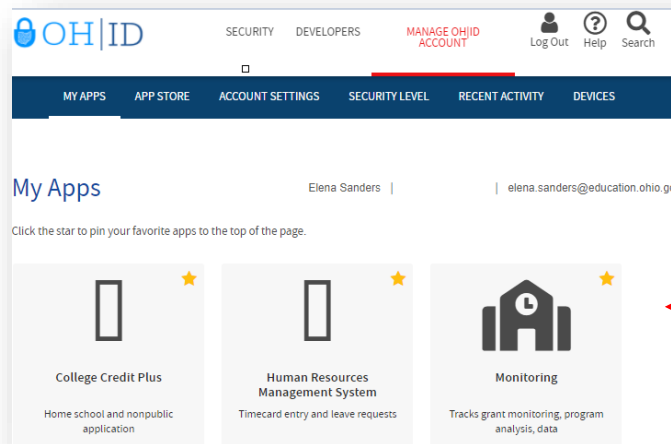 OH|ID
SECURITY DEVELOPERS MANAGE OH|ID ACCOUNT Log Out Help Search
MY APPS APP STORE ACCOUNT SETTINGS SECURITY LEVEL RECENT ACTIVITY DEVICES
My Apps
Elena Sanders | | elena.sanders@education.ohio.go
Click the star to pin your favorite apps to the top of the page.
College Credit Plus
Home school and nonpublic
application
Human Resources
Management System
Timecard entry and leave requests
Monitoring
Tracks grant monitoring, program
analysis, data